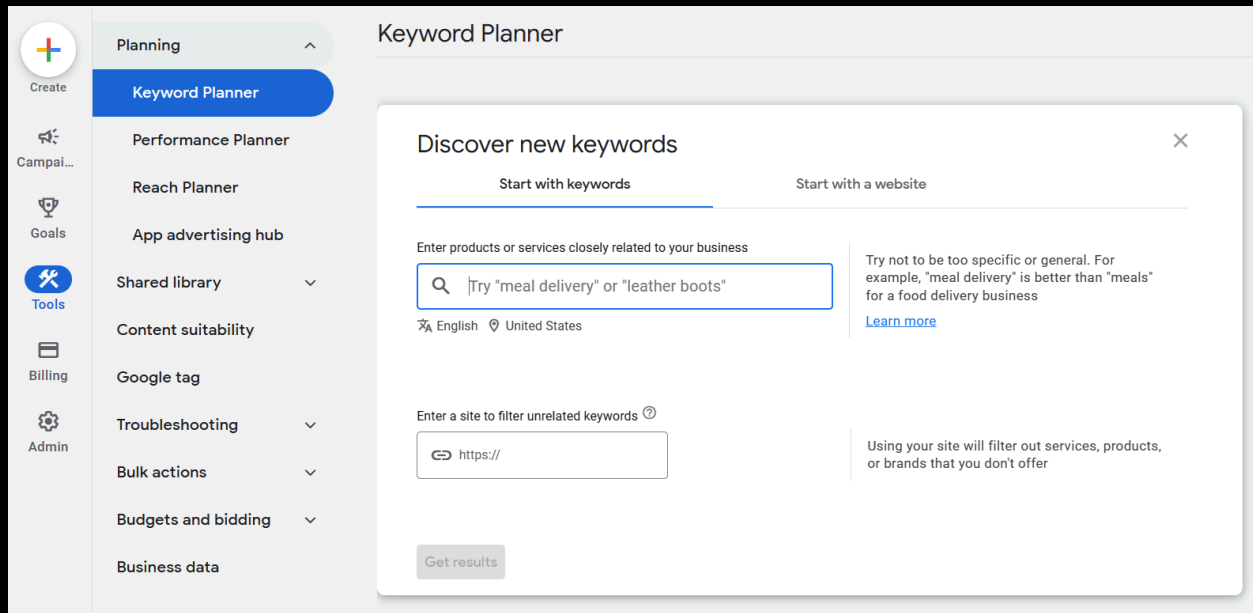 Create
Campai...
Goals
Tools
Billing
Admin
Planning
Keyword Planner
Performance Planner
Reach Planner
App advertising hub
Shared library
Content suitability
Google tag
Troubleshooting
Bulk actions
Budgets and bidding
Business data
Keyword Planner
Discover new keywords
Start with keywords
Start with a website
Enter products or services closely related to your business
Try "meal delivery" or "leather boots"
English
United States
Try not to be too specific or general. For
example, "meal delivery" is better than "meals"
for a food delivery business
Learn more
Enter a site to filter unrelated keywords
https://
Using your site will filter out services, products,
or brands that you don't offer
Get results